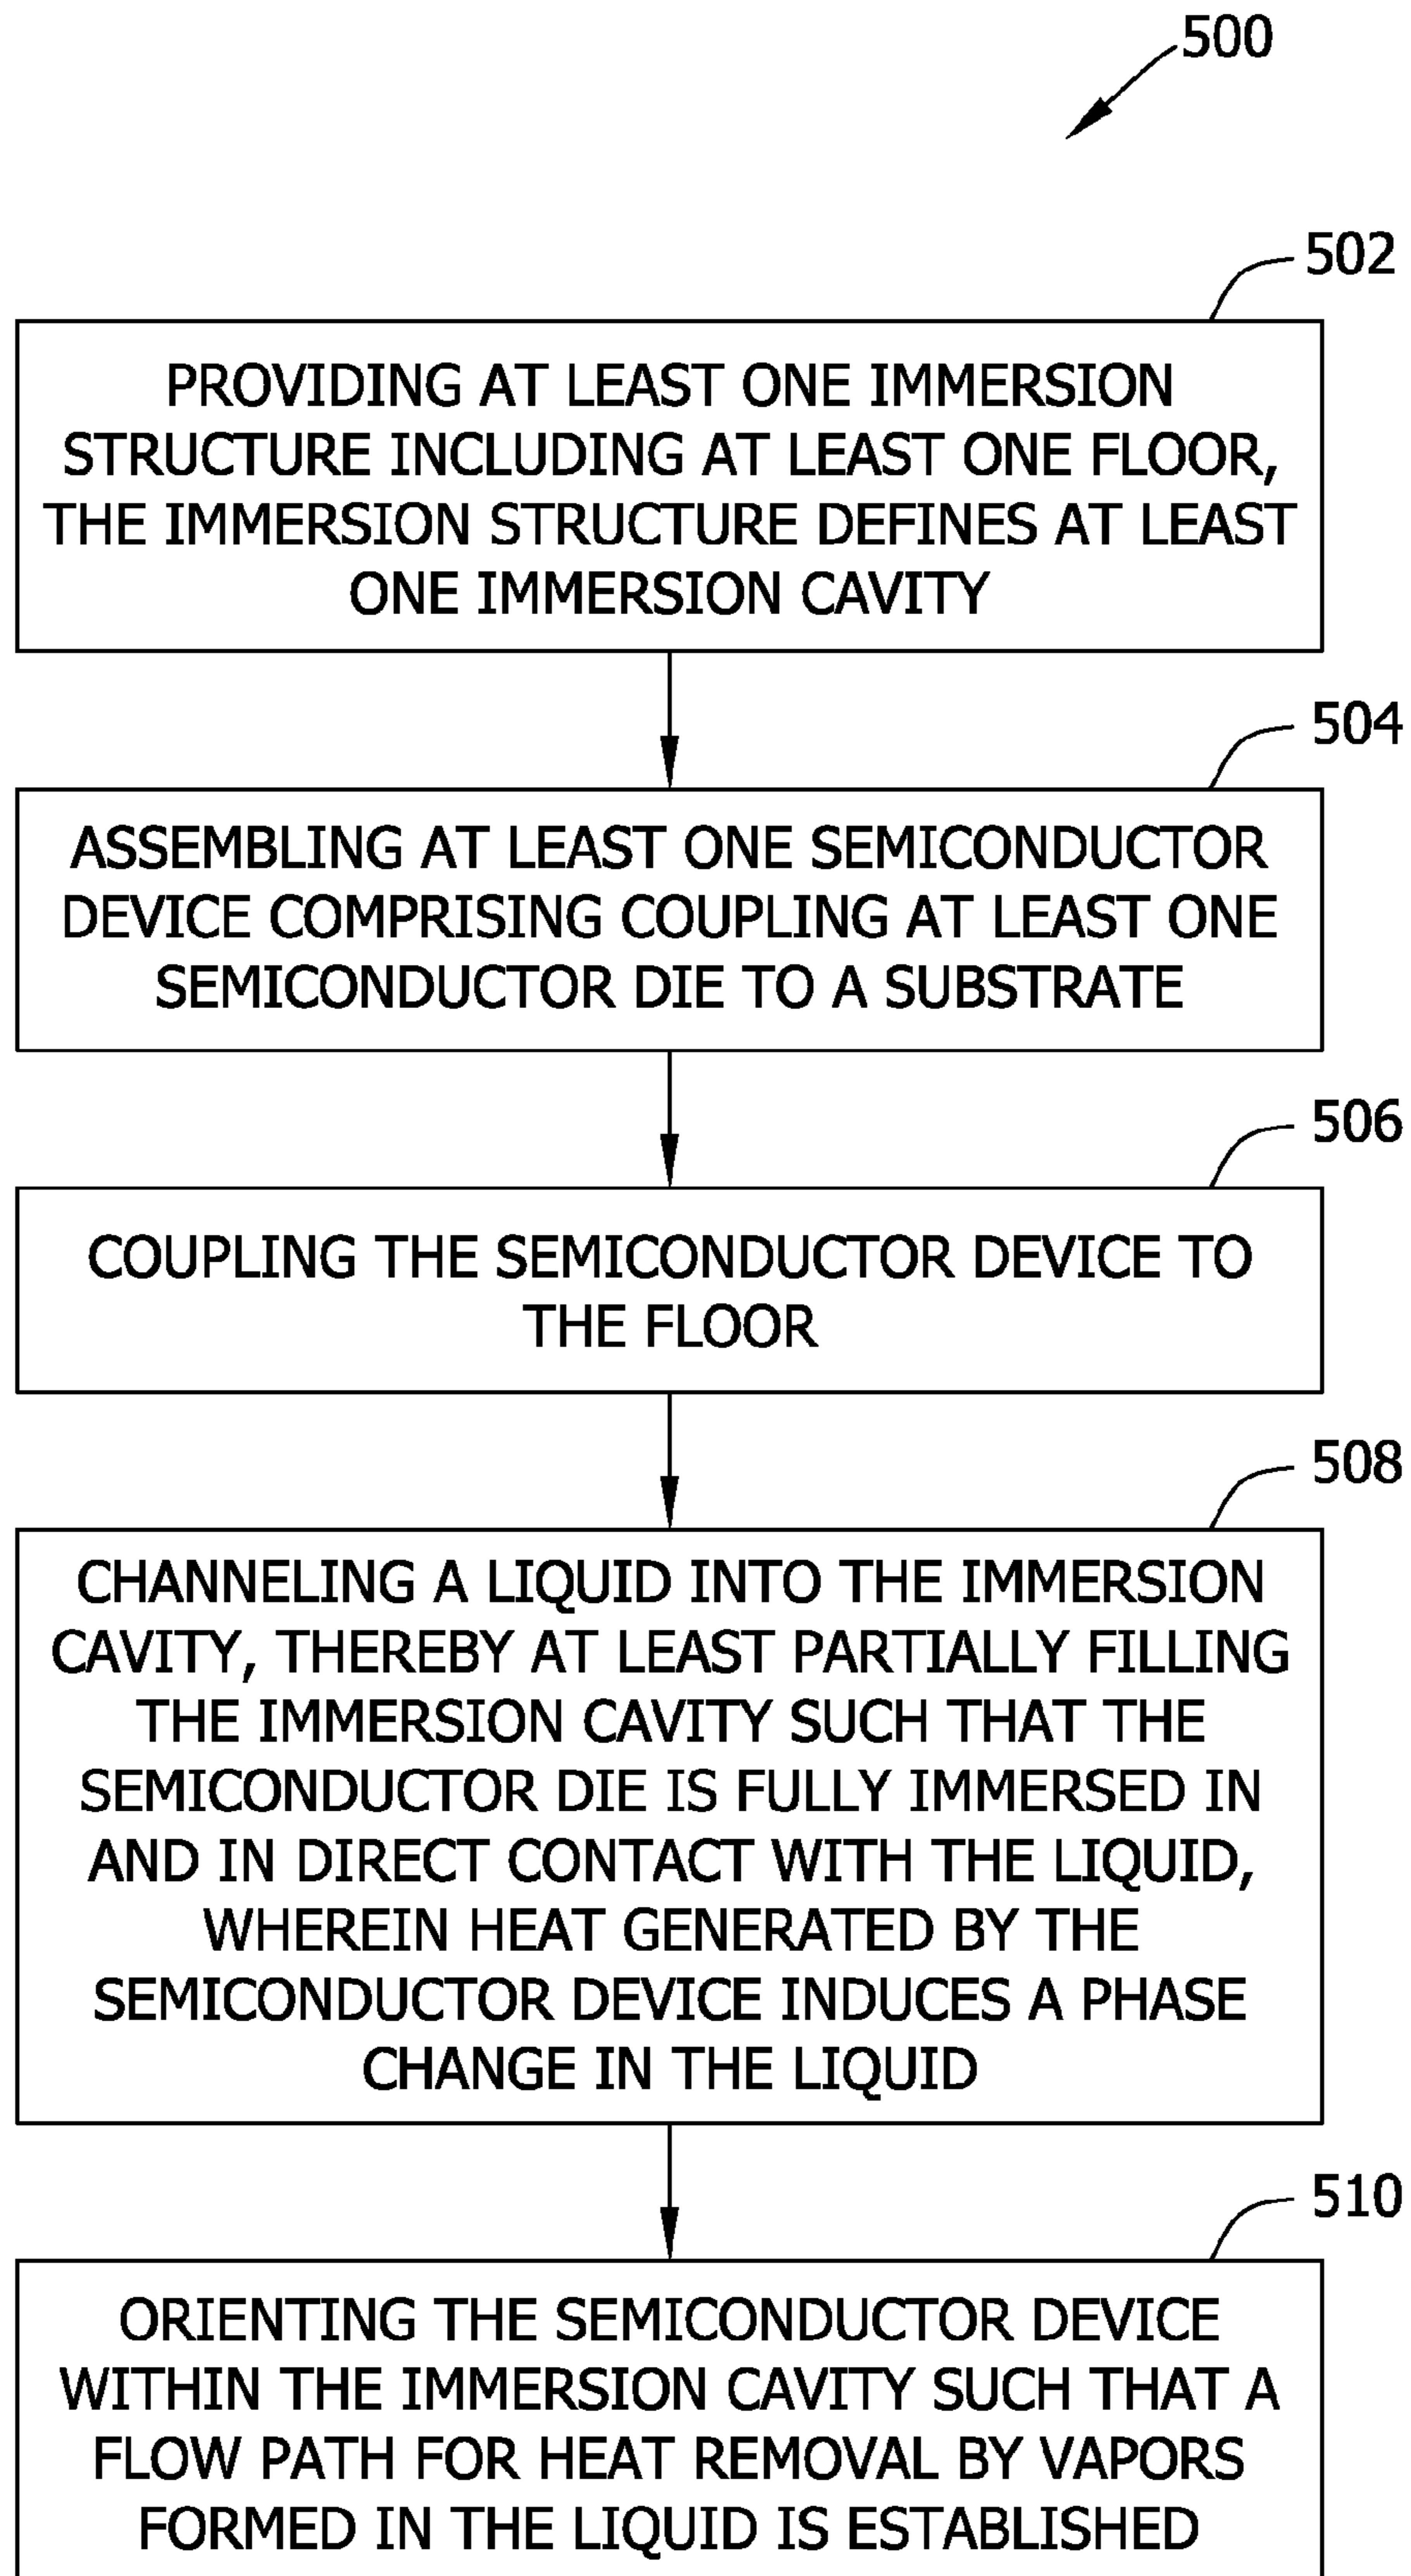 500
502
PROVIDING AT LEAST ONE IMMERSION
STRUCTURE INCLUDING AT LEAST ONE FLOOR,
THE IMMERSION STRUCTURE DEFINES AT LEAST
ONE IMMERSION CAVITY
504
ASSEMBLING AT LEAST ONE SEMICONDUCTOR
DEVICE COMPRISING COUPLING AT LEAST ONE
SEMICONDUCTOR DIE TO A SUBSTRATE
506
COUPLING THE SEMICONDUCTOR DEVICE TO
THE FLOOR
508
CHANNELING A LIQUID INTO THE IMMERSION
CAVITY, THEREBY AT LEAST PARTIALLY FILLING
THE IMMERSION CAVITY SUCH THAT THE
SEMICONDUCTOR DIE IS FULLY IMMERSED IN
AND IN DIRECT CONTACT WITH THE LIQUID,
WHEREIN HEAT GENERATED BY THE
SEMICONDUCTOR DEVICE INDUCES A PHASE
CHANGE IN THE LIQUID
510
ORIENTING THE SEMICONDUCTOR DEVICE
WITHIN THE IMMERSION CAVITY SUCH THAT A
FLOW PATH FOR HEAT REMOVAL BY VAPORS
FORMED IN THE LIQUID IS ESTABLISHED